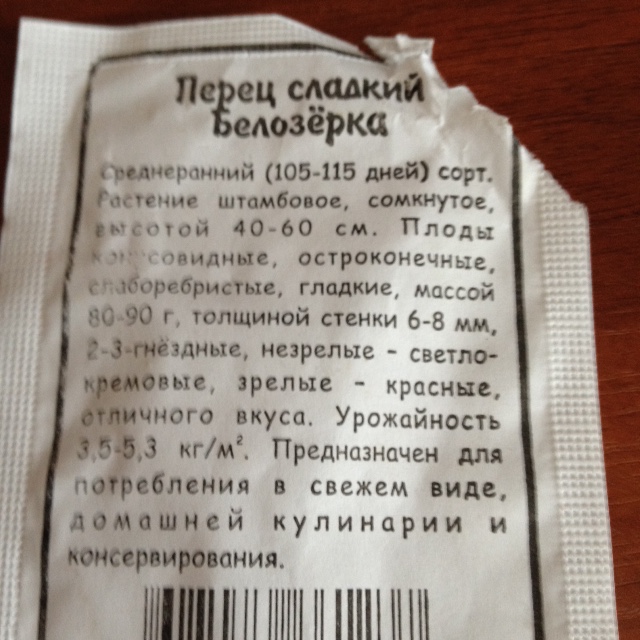 Перец сладкий
Белозёрка
Среднеранний (105-115 дней) сорт.
Растение штамбовое, сомкнутое,
высотой 40-60 см. Плоды
конусовидные, остроконечные,
слаборебристые, гладкие, массой
80-90 г, толщиной стенки 6-8 мм,
2-3-гнёздные, незрелые - светло-
кремовые, зрелые - красные,
отличного вкуса. Урожайность
3,5-5,3 кг/м². Предназначен для
потребления в свежем виде,
домашней кулинарии и
консервирования.